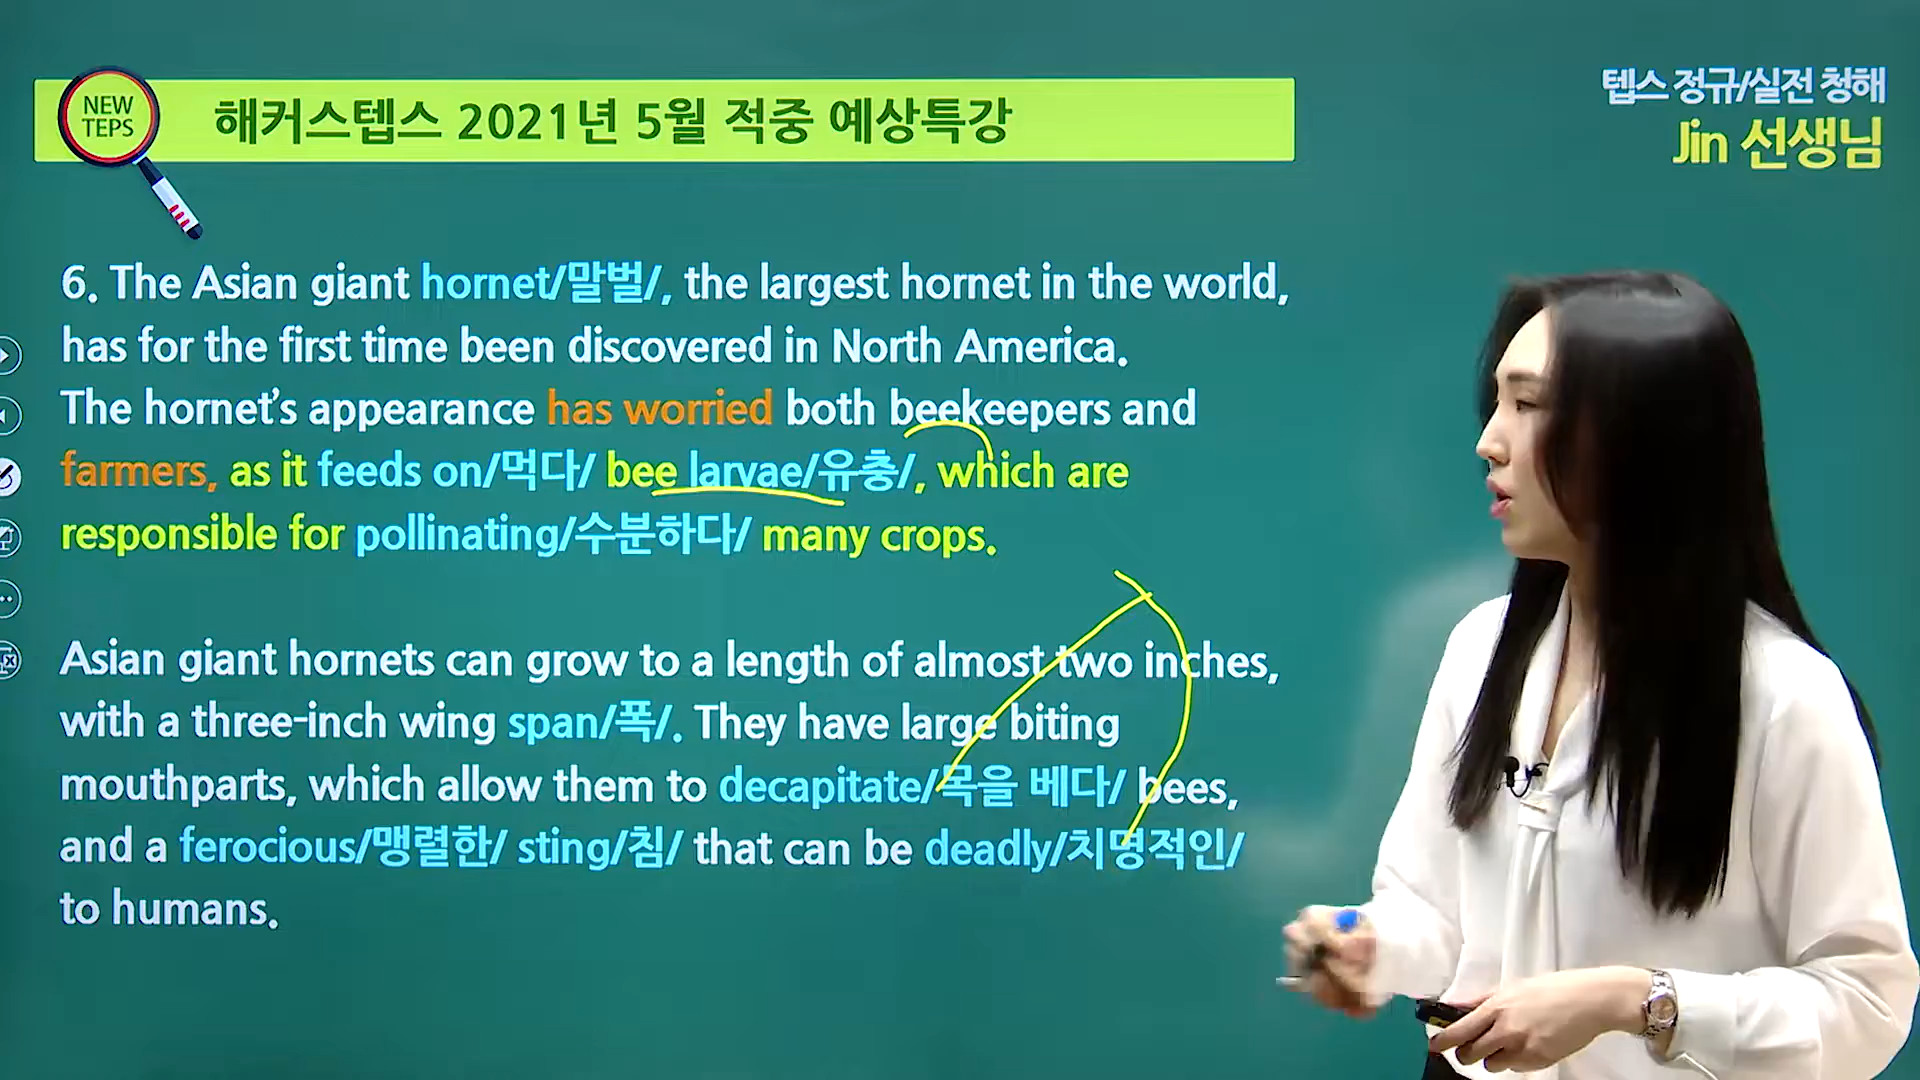 NEW
TEPS
해커스텝스 2021년 5월 적중 예상특강
텝스 정규/실전 청해
Jin 선생님
6. The Asian giant hornet/말벌/, the largest hornet in the world,
has for the first time been discovered in North America.
The hornet’s appearance has worried both beekeepers and
farmers, as it feeds on/먹다/ bee larvae/유충/, which are
responsible for pollinating/수분하다/ many crops.
Asian giant hornets can grow to a length of almost two inches,
with a three-inch wing span/폭/. They have large biting
mouthparts, which allow them to decapitate/목을 베다/ bees,
and a ferocious/맹렬한/ sting/침/ that can be deadly/치명적인/
to humans.